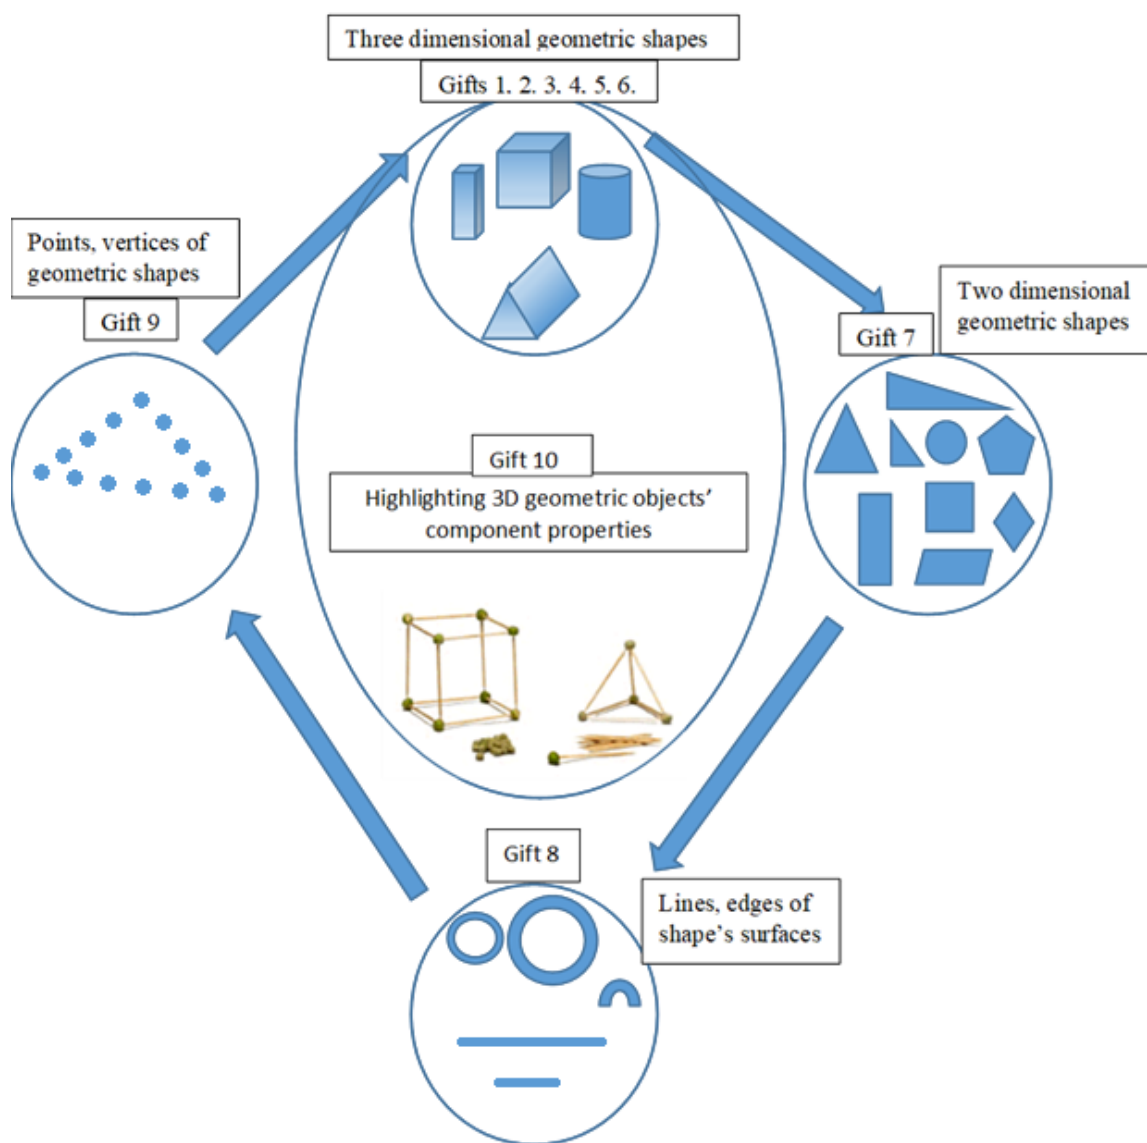 Three dimensional geometric shapes
Gifts 1. 2. 3. 4. 5. 6.
Points, vertices of
geometric shapes
Gift 9
Two dimensional
geometric shapes
Gift 7
Gift 10
Highlighting 3D geometric objects’
component properties
Gift 8
Lines, edges of
shape’s surfaces